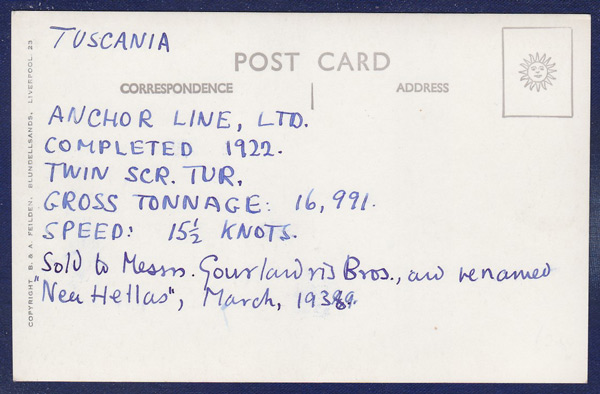 TUSCANIA
POST CARD
CORRESPONDENCE
ADDRESS
ANCHOR LINE, LTD.
COMPLETED 1922.
TWIN SCR. TUR.
GROSS TONNAGE: 16,991.
SPEED: 15½ KNOTS.
Sold to Messrs. Gourlandris Bros., and renamed
"Nea Hellas", March, 1939.
COPYRIGHT B. & A. FEILDEN. BLUNDELLSANDS, LIVERPOOL 23